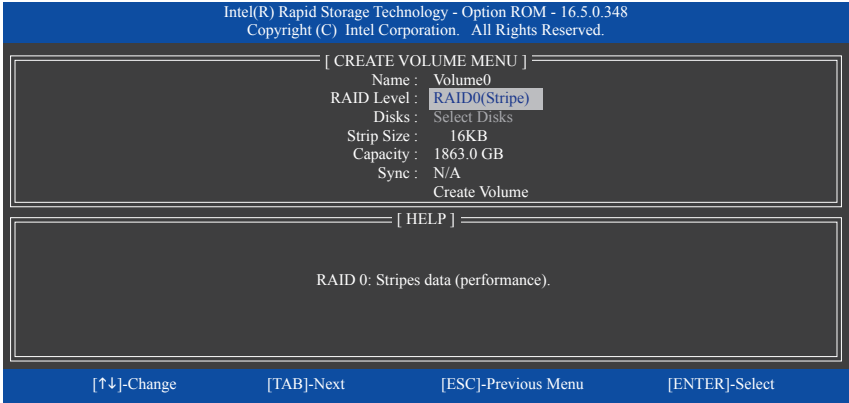 Intel(R) Rapid Storage Technology - Option ROM - 16.5.0.348
Copyright (C) Intel Corporation. All Rights Reserved.
[ CREATE VOLUME MENU ]
Name : Volume0
RAID Level : RAID0(Stripe)
Disks : Select Disks
Strip Size : 16KB
Capacity : 1863.0 GB
Sync : N/A
Create Volume
[ HELP ]
RAID 0: Stripes data (performance).
[↑↓]-Change [TAB]-Next [ESC]-Previous Menu [ENTER]-Select